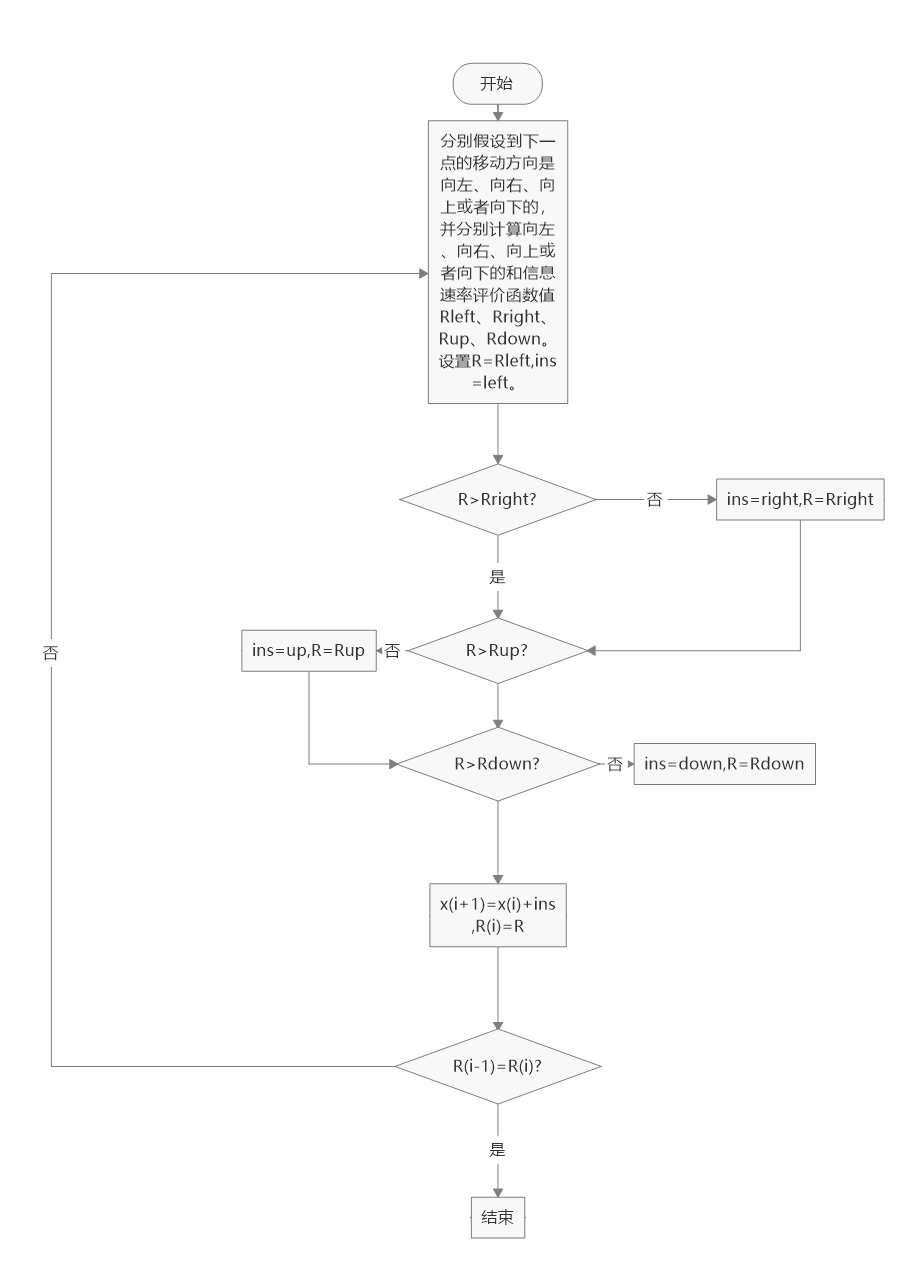 开始
分别假设到下一
点的移动方向是
向左、向右、向
上或者向下的，
并分别计算向左
、向右、向上或
者向下的和信息
速率评价函数值
Rleft、Rright、
Rup、Rdown。
设置R=Rleft,ins
=left。
R>Rright?
否
ins=right,R=Rright
是
ins=up,R=Rup
否
R>Rup?
否
R>Rdown?
否
ins=down,R=Rdown
x(i+1)=x(i)+ins
,R(i)=R
R(i-1)=R(i)?
是
结束